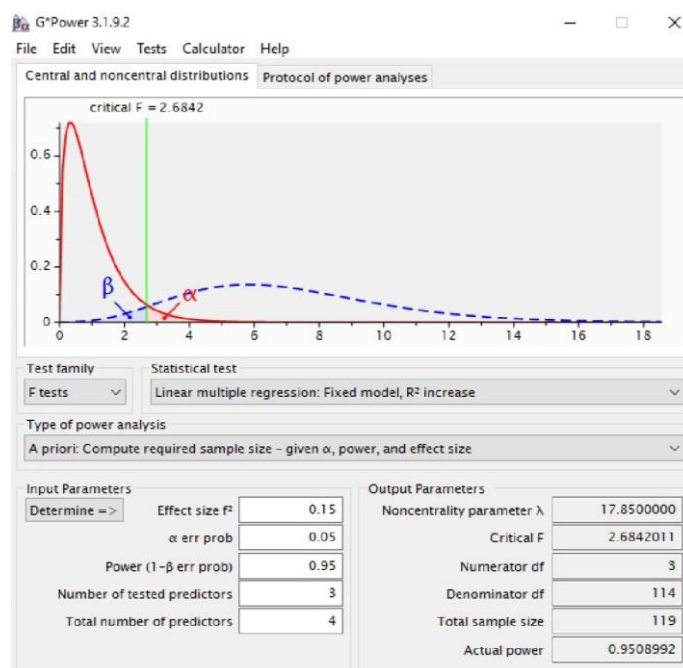 G*Power 3.1.9.2
File Edit View Tests Calculator Help
Central and noncentral distributions Protocol of power analyses
critical F = 2.6842
0.6
0.4
0.2
β α
0
0 2 4 6 8 10 12 14 16 18
Test family Statistical test
F tests Linear multiple regression: Fixed model, R² increase
Type of power analysis
A priori: Compute required sample size – given α, power, and effect size
Input Parameters Output Parameters
Determine => Effect size f² 0.15 Noncentrality parameter λ 17.8500000
α err prob 0.05 Critical F 2.6842011
Power (1-β err prob) 0.95 Numerator df 3
Number of tested predictors 3 Denominator df 114
Total number of predictors 4 Total sample size 119
Actual power 0.9508992